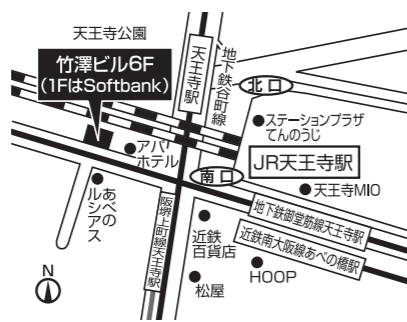 天王寺公園
竹澤ビル6F
(1FはSoftbank)
天王寺駅
地下鉄谷町線
北口
ステーションプラザ
てんのうじ
アパ
ホテル
JR天王寺駅
南口
天王寺MIO
あべの
ルシアス
阪堺上町線天王寺駅
地下鉄御堂筋線天王寺駅
近鉄南大阪線あべの橋駅
近鉄
百貨店
HOOP
松屋
N